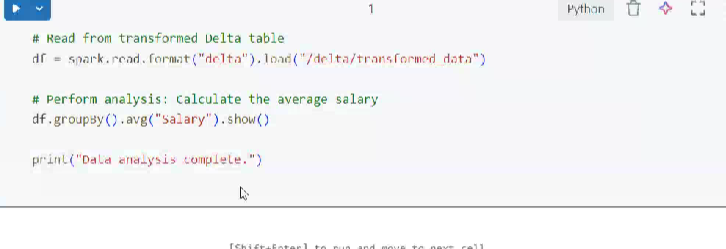 1
Python
# Read from transformed Delta table
df = spark.read.format("delta").load("/delta/transformed_data")
# Perform analysis: Calculate the average salary
df.groupBy().avg("Salary").show()
print("Data analysis complete.")
[Shift+Enter] to run and move to next cell